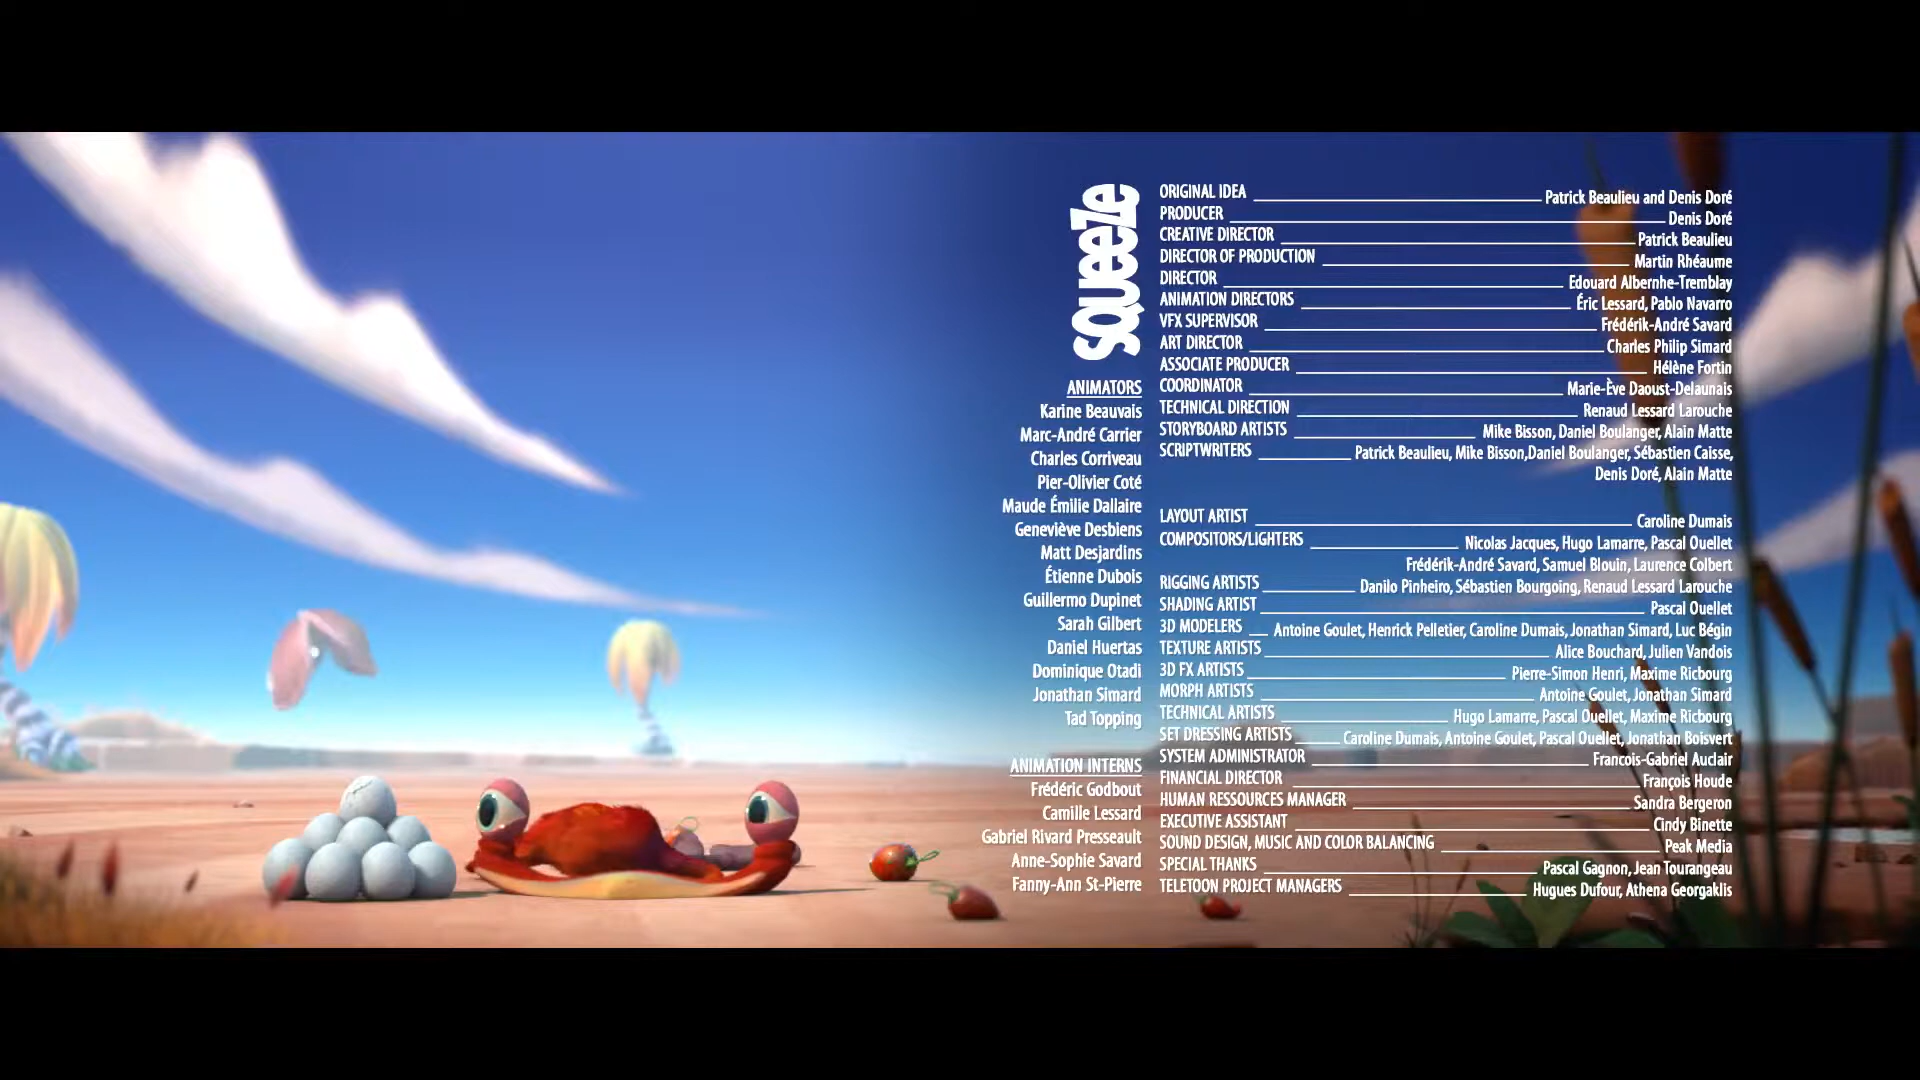 squeeze
ANIMATORS
Karine Beauvais
Marc-André Carrier
Charles Corriveau
Pier-Olivier Coté
Maude Émilie Dallaire
Geneviève Desbiens
Matt Desjardins
Étienne Dubois
Guillermo Dupinet
Sarah Gilbert
Daniel Huertas
Dominique Otadi
Jonathan Simard
Tad Topping
ANIMATION INTERNS
Frédéric Godbout
Camille Lessard
Gabriel Rivard Presseault
Anne-Sophie Savard
Fanny-Ann St-Pierre
ORIGINAL IDEA Patrick Beaulieu and Denis Doré
PRODUCER Denis Doré
CREATIVE DIRECTOR Patrick Beaulieu
DIRECTOR OF PRODUCTION Martin Rhéaume
DIRECTOR Edouard Albernhe-Tremblay
ANIMATION DIRECTORS Éric Lessard, Pablo Navarro
VFX SUPERVISOR Frédérik-André Savard
ART DIRECTOR Charles Philip Simard
ASSOCIATE PRODUCER Hélène Fortin
COORDINATOR Marie-Ève Daoust-Delaunais
TECHNICAL DIRECTION Renaud Lessard Larouche
STORYBOARD ARTISTS Mike Bisson, Daniel Boulanger, Alain Matte
SCRIPTWRITERS Patrick Beaulieu, Mike Bisson,Daniel Boulanger, Sébastien Caisse,
Denis Doré, Alain Matte
LAYOUT ARTIST Caroline Dumais
COMPOSITORS/LIGHTERS Nicolas Jacques, Hugo Lamarre, Pascal Ouellet
Frédérik-André Savard, Samuel Blouin, Laurence Colbert
RIGGING ARTISTS Danilo Pinheiro, Sébastien Bourgoing, Renaud Lessard Larouche
SHADING ARTIST Pascal Ouellet
3D MODELERS Antoine Goulet, Henrick Pelletier, Caroline Dumais, Jonathan Simard, Luc Bégin
TEXTURE ARTISTS Alice Bouchard, Julien Vandois
3D FX ARTISTS Pierre-Simon Henri, Maxime Ricbourg
MORPH ARTISTS Antoine Goulet, Jonathan Simard
TECHNICAL ARTISTS Hugo Lamarre, Pascal Ouellet, Maxime Ricbourg
SET DRESSING ARTISTS Caroline Dumais, Antoine Goulet, Pascal Ouellet, Jonathan Boisvert
SYSTEM ADMINISTRATOR Francois-Gabriel Auclair
FINANCIAL DIRECTOR François Houde
HUMAN RESSOURCES MANAGER Sandra Bergeron
EXECUTIVE ASSISTANT Cindy Binette
SOUND DESIGN, MUSIC AND COLOR BALANCING Peak Media
SPECIAL THANKS Pascal Gagnon, Jean Tourangeau
TELETOON PROJECT MANAGERS Hugues Dufour, Athena Georgaklis